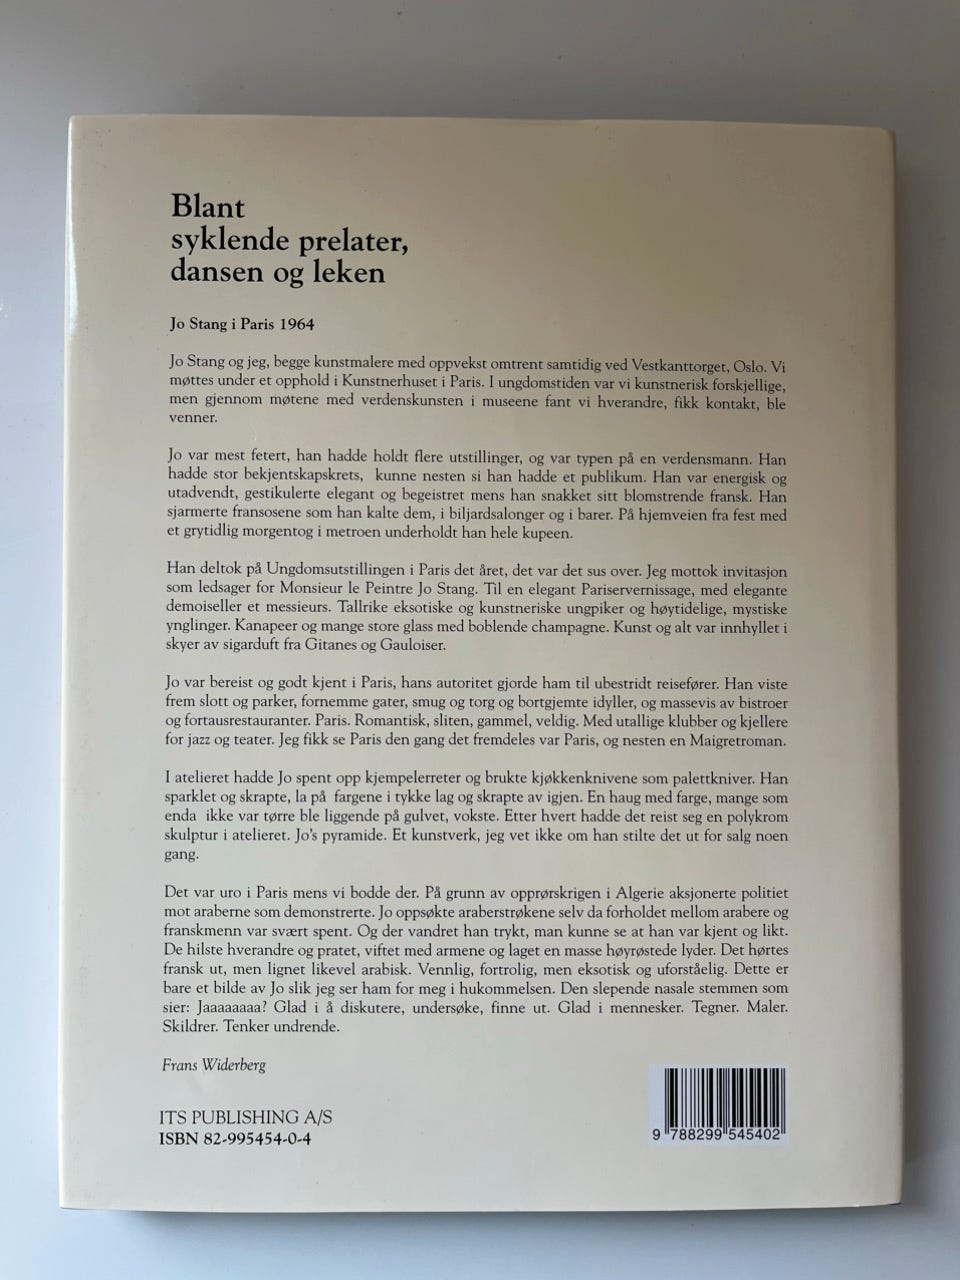 Blant
syklende prelater,
dansen og leken
Jo Stang i Paris 1964
Jo Stang og jeg, begge kunstmalere med oppvekst omtrent samtidig ved Vestkanttorget, Oslo. Vi
møttes under et opphold i Kunstnerhuset i Paris. I ungdomstiden var vi kunstnerisk forskjellige,
men gjennom møtene med verdenskunsten i museene fant vi hverandre, fikk kontakt, ble
venner.
Jo var mest fetert, han hadde holdt flere utstillinger, og var typen på en verdensmann. Han
hadde stor bekjentskapskrets, kunne nesten si han hadde et publikum. Han var energisk og
utadvendt, gestikulerte elegant og begeistret mens han snakket sitt blomstrende fransk. Han
sjarmerte fransosene som han kalte dem, i biljardsalonger og i barer. På hjemveien fra fest med
et grytidlig morgentog i metroen underholdt han hele kupeen.
Han deltok på Ungdomsutstillingen i Paris det året, det var det sus over. Jeg mottok invitasjon
som ledsager for Monsieur le Peintre Jo Stang. Til en elegant Pariservernissage, med elegante
demoiseller et messieurs. Tallrike eksotiske og kunstneriske ungpiker og høytidelige, mystiske
ynglinger. Kanapeer og mange store glass med boblende champagne. Kunst og alt var innhyllet i
skyer av sigarduft fra Gitanes og Gauloiser.
Jo var bereist og godt kjent i Paris, hans autoritet gjorde ham til ubestridt reisefører. Han viste
frem slott og parker, fornemme gater, smug og torg og bortgjemte idyller, og massevis av bistroer
og fortausrestauranter. Paris. Romantisk, sliten, gammel, veldig. Med utallige klubber og kjellere
for jazz og teater. Jeg fikk se Paris den gang det fremdeles var Paris, og nesten en Maigretroman.
I atelieret hadde Jo spent opp kjempelerreter og brukte kjøkkenknivene som palettkniver. Han
sparklet og skrapte, la på fargene i tykke lag og skrapte av igjen. En haug med farge, mange som
enda ikke var tørre ble liggende på gulvet, vokste. Etter hvert hadde det reist seg en polykrom
skulptur i atelieret. Jo's pyramide. Et kunstverk, jeg vet ikke om han stilte det ut for salg noen
gang.
Det var uro i Paris mens vi bodde der. På grunn av opprørskrigen i Algerie aksjonerte politiet
mot araberne som demonstrerte. Jo oppsøkte araberstrøkene selv da forholdet mellom arabere og
franskmenn var svært spent. Og der vandret han trykt, man kunne se at han var kjent og likt.
De hilste hverandre og pratet, viftet med armene og laget en masse høyrøstede lyder. Det hørtes
fransk ut, men lignet likevel arabisk. Vennlig, fortrolig, men eksotisk og uforståelig. Dette er
bare et bilde av Jo slik jeg ser ham for meg i hukommelsen. Den slepende nasale stemmen som
sier: Jaaaaaaaa? Glad i å diskutere, undersøke, finne ut. Glad i mennesker. Tegner. Maler.
Skildrer. Tenker undrende.
Frans Widerberg
ITS PUBLISHING A/S
ISBN 82-995454-0-4
9 788299 545402